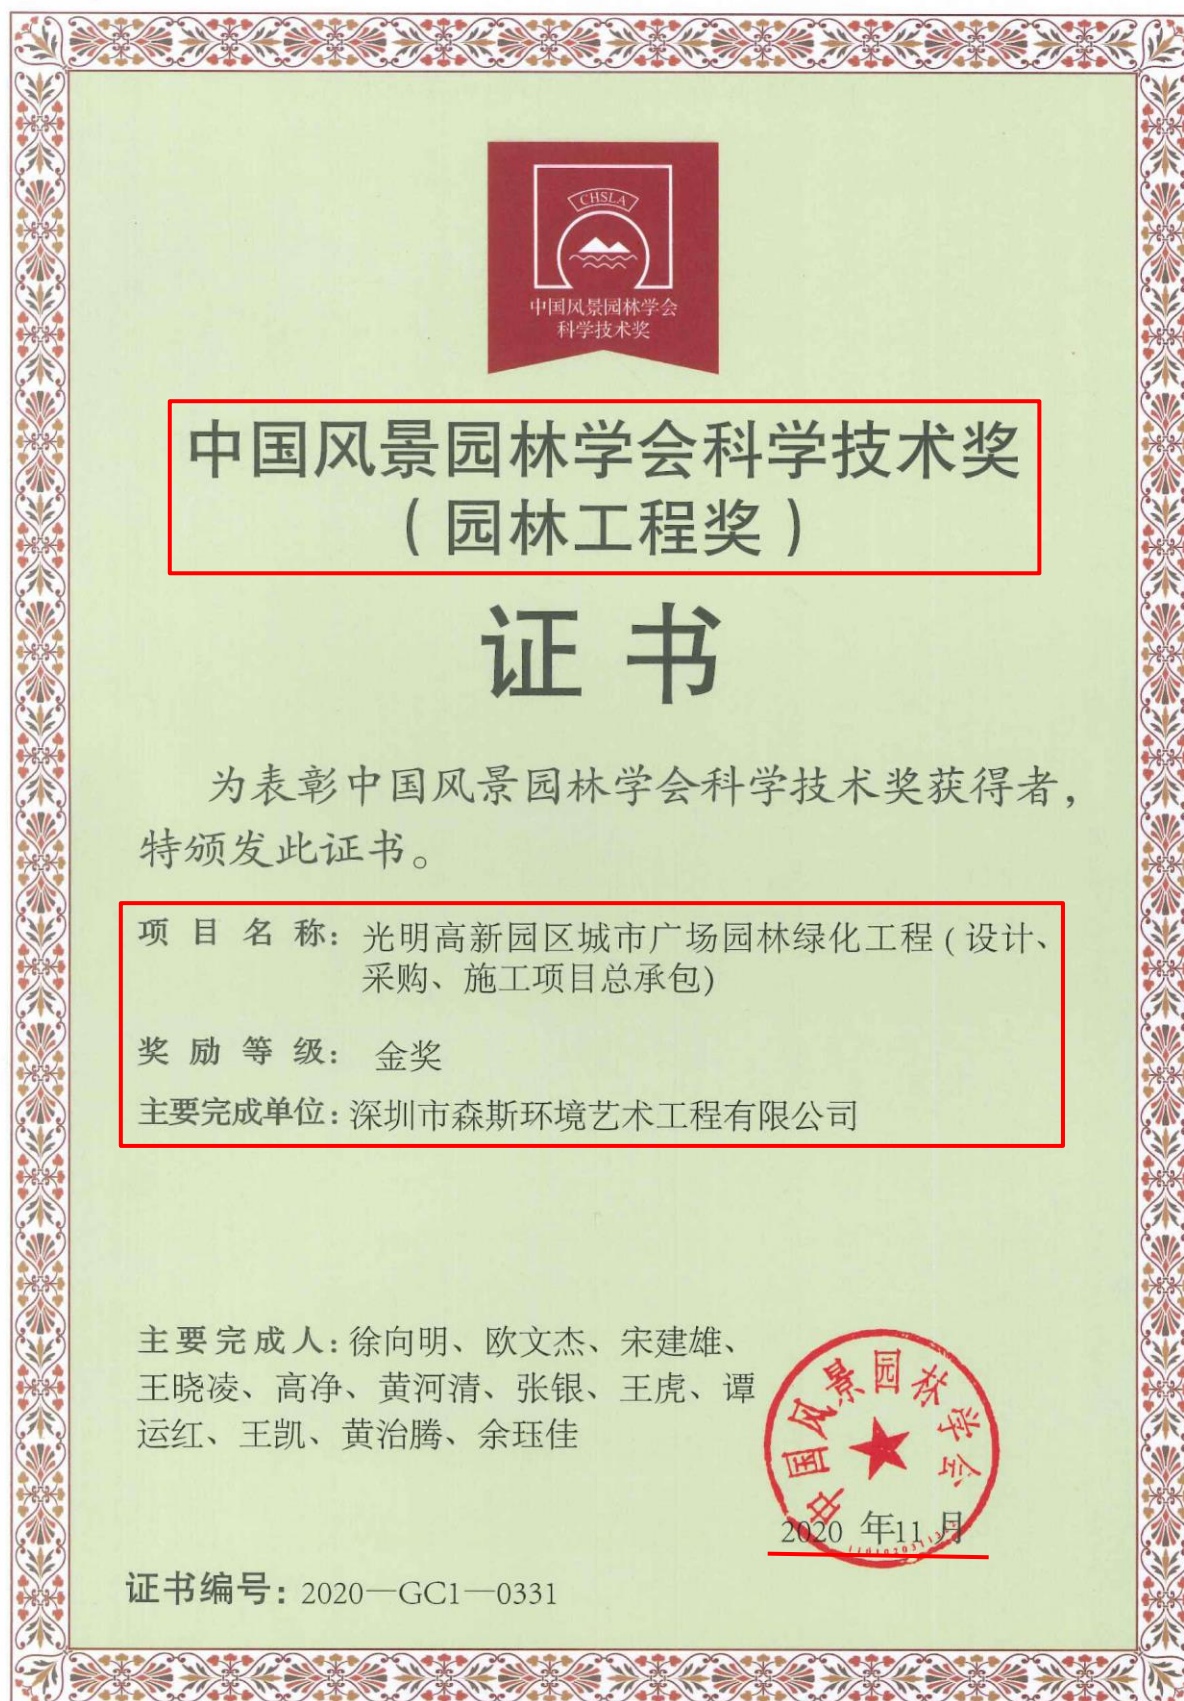 CHSLA
中国风景园林学会
科学技术奖
中国风景园林学会科学技术奖
（园林工程奖）
证书
为表彰中国风景园林学会科学技术奖获得者，
特颁发此证书。
项目名称：光明高新园区城市广场园林绿化工程(设计、
采购、施工项目总承包)
奖励等级：金奖
主要完成单位：深圳市森斯环境艺术工程有限公司
主要完成人：徐向明、欧文杰、宋建雄、
王晓凌、高净、黄河清、张银、王虎、谭
运红、王凯、黄治腾、余珏佳
中国风景园林学会
2020 年11 月
证书编号：2020—GC1—0331